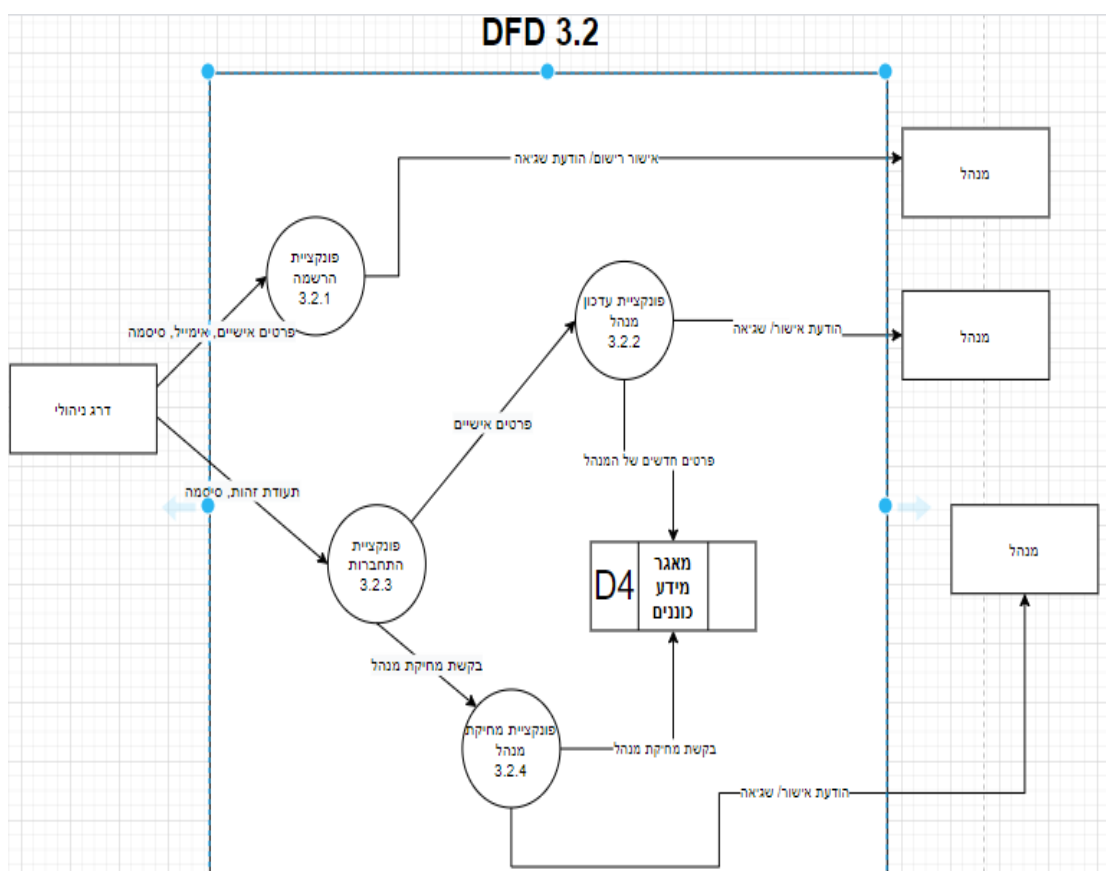 DFD 3.2
אישור רישום/ הודעת שגיאה
מנהל
פונקציית
הרשמה
3.2.1
פונקציית עדכון
מנהל
3.2.2
פרטים אישיים, אימייל, סיסמה
הודעת אישור/ שגיאה
מנהל
דרג ניהולי
פרטים אישיים
פרטים חדשים של המנהל
תעודת זהות, סיסמה
פונקציית
התחברות
3.2.3
D4
מאגר
מידע
כוננים
מנהל
בקשת מחיקת מנהל
פונקציית מחיקת
מנהל
3.2.4
בקשת מחיקת מנהל
הודעת אישור/ שגיאה